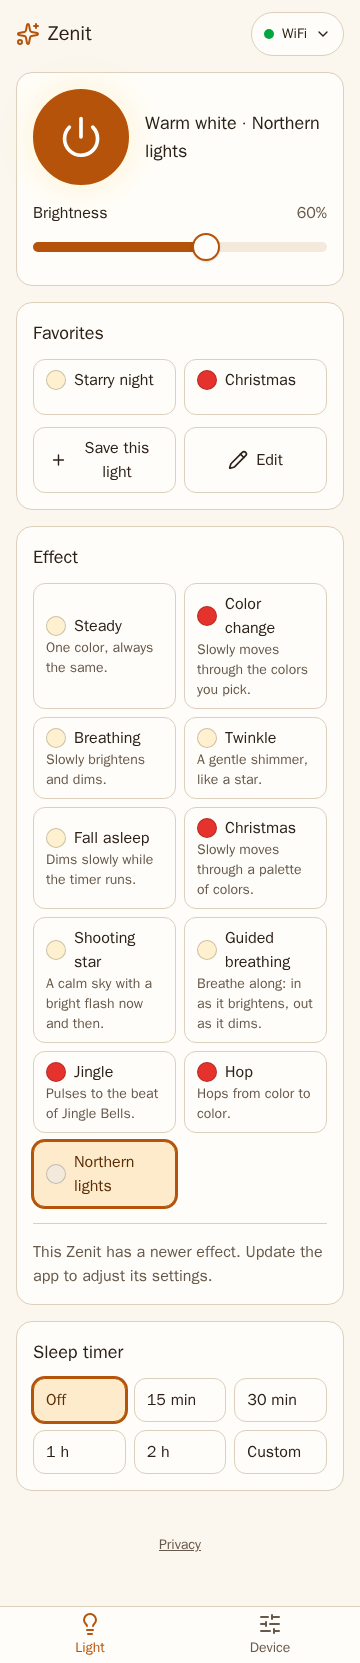 Zenit
WiFi
Warm white · Northern
lights
Brightness
60%
Favorites
Starry night
Christmas
Save this
light
Edit
Effect
Steady
One color, always
the same.
Color
change
Slowly moves
through the colors
you pick.
Breathing
Slowly brightens
and dims.
Twinkle
A gentle shimmer,
like a star.
Fall asleep
Dims slowly while
the timer runs.
Christmas
Slowly moves
through a palette
of colors.
Shooting
star
A calm sky with a
bright flash now
and then.
Guided
breathing
Breathe along: in
as it brightens, out
as it dims.
Jingle
Pulses to the beat
of Jingle Bells.
Hop
Hops from color to
color.
Northern
lights
This Zenit has a newer effect. Update the
app to adjust its settings.
Sleep timer
Off
15 min
30 min
1 h
2 h
Custom
Privacy
Light
Device